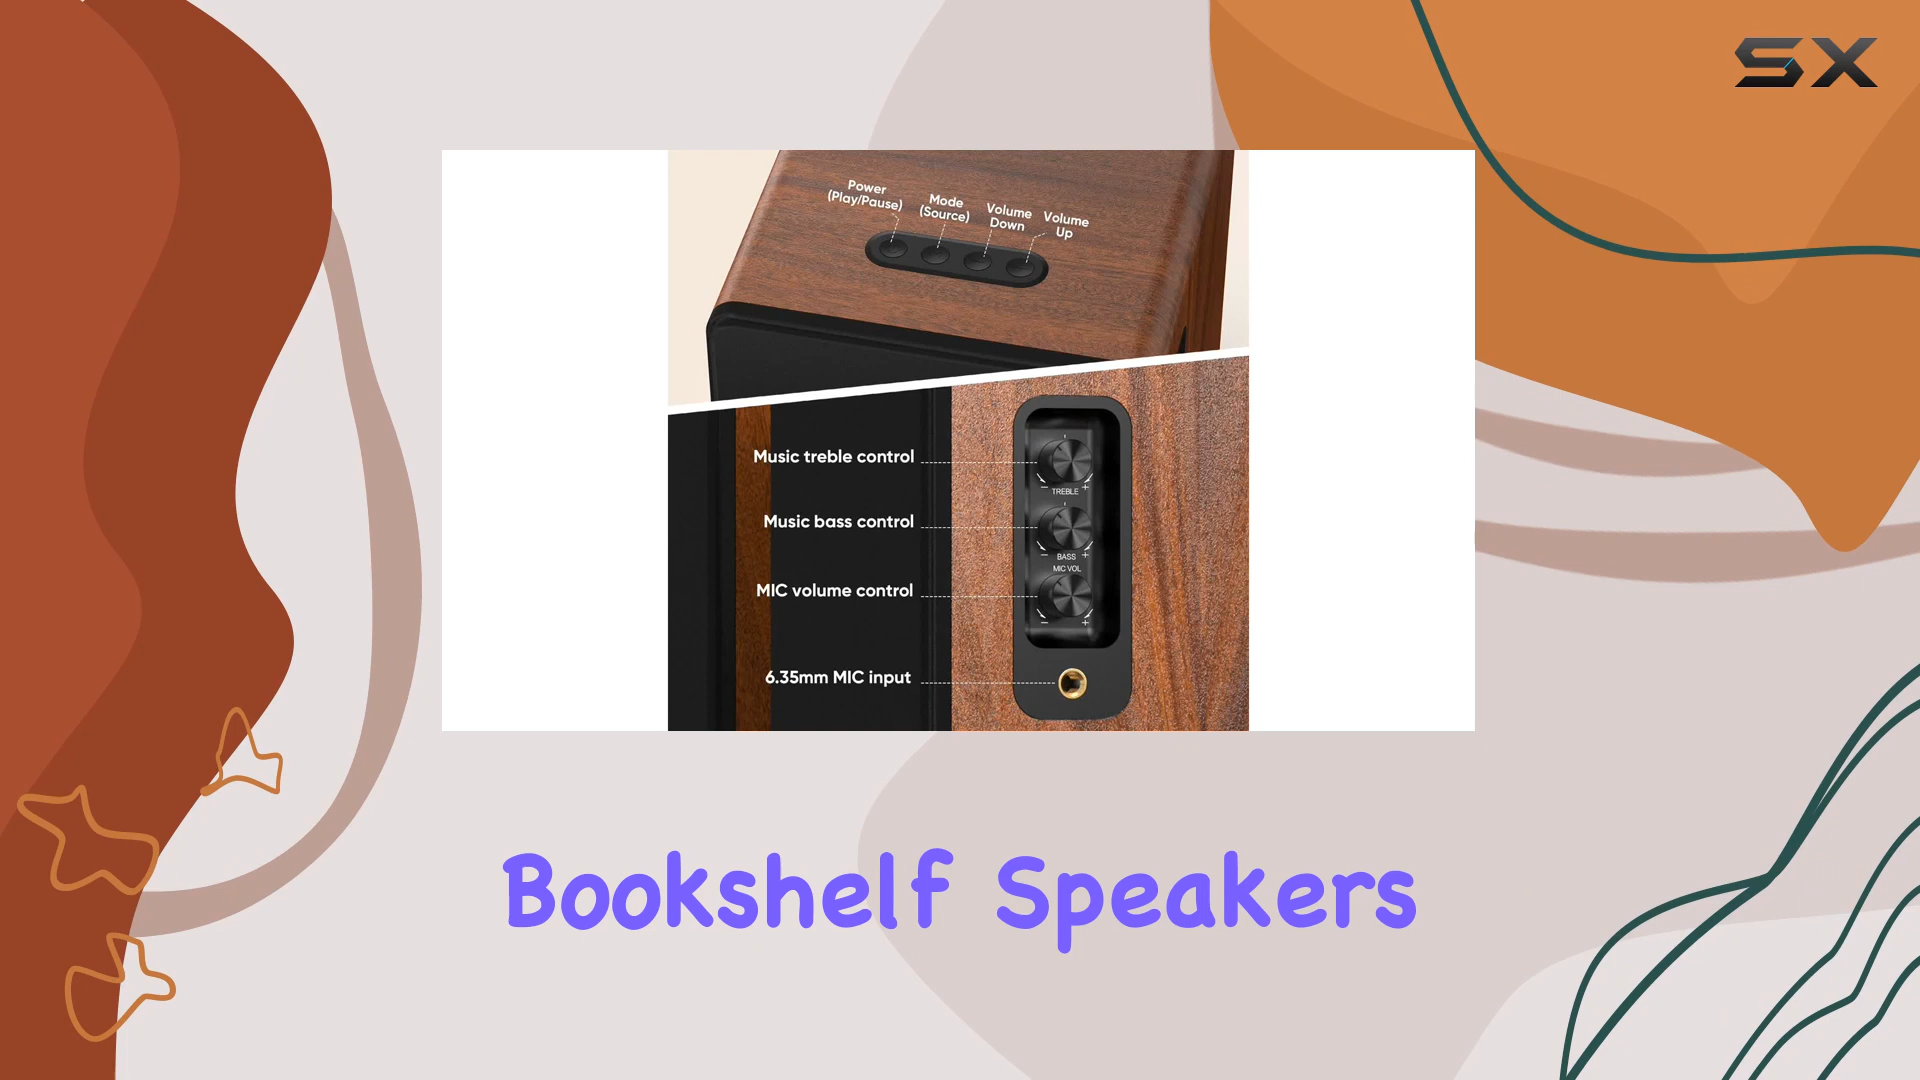 SX
Power
(Play/Pause)
Mode
(Source)
Volume
Down
Volume
Up
Music treble control
TREBLE
Music bass control
BASS
MIC VOL
MIC volume control
6.35mm MIC input
Bookshelf Speakers